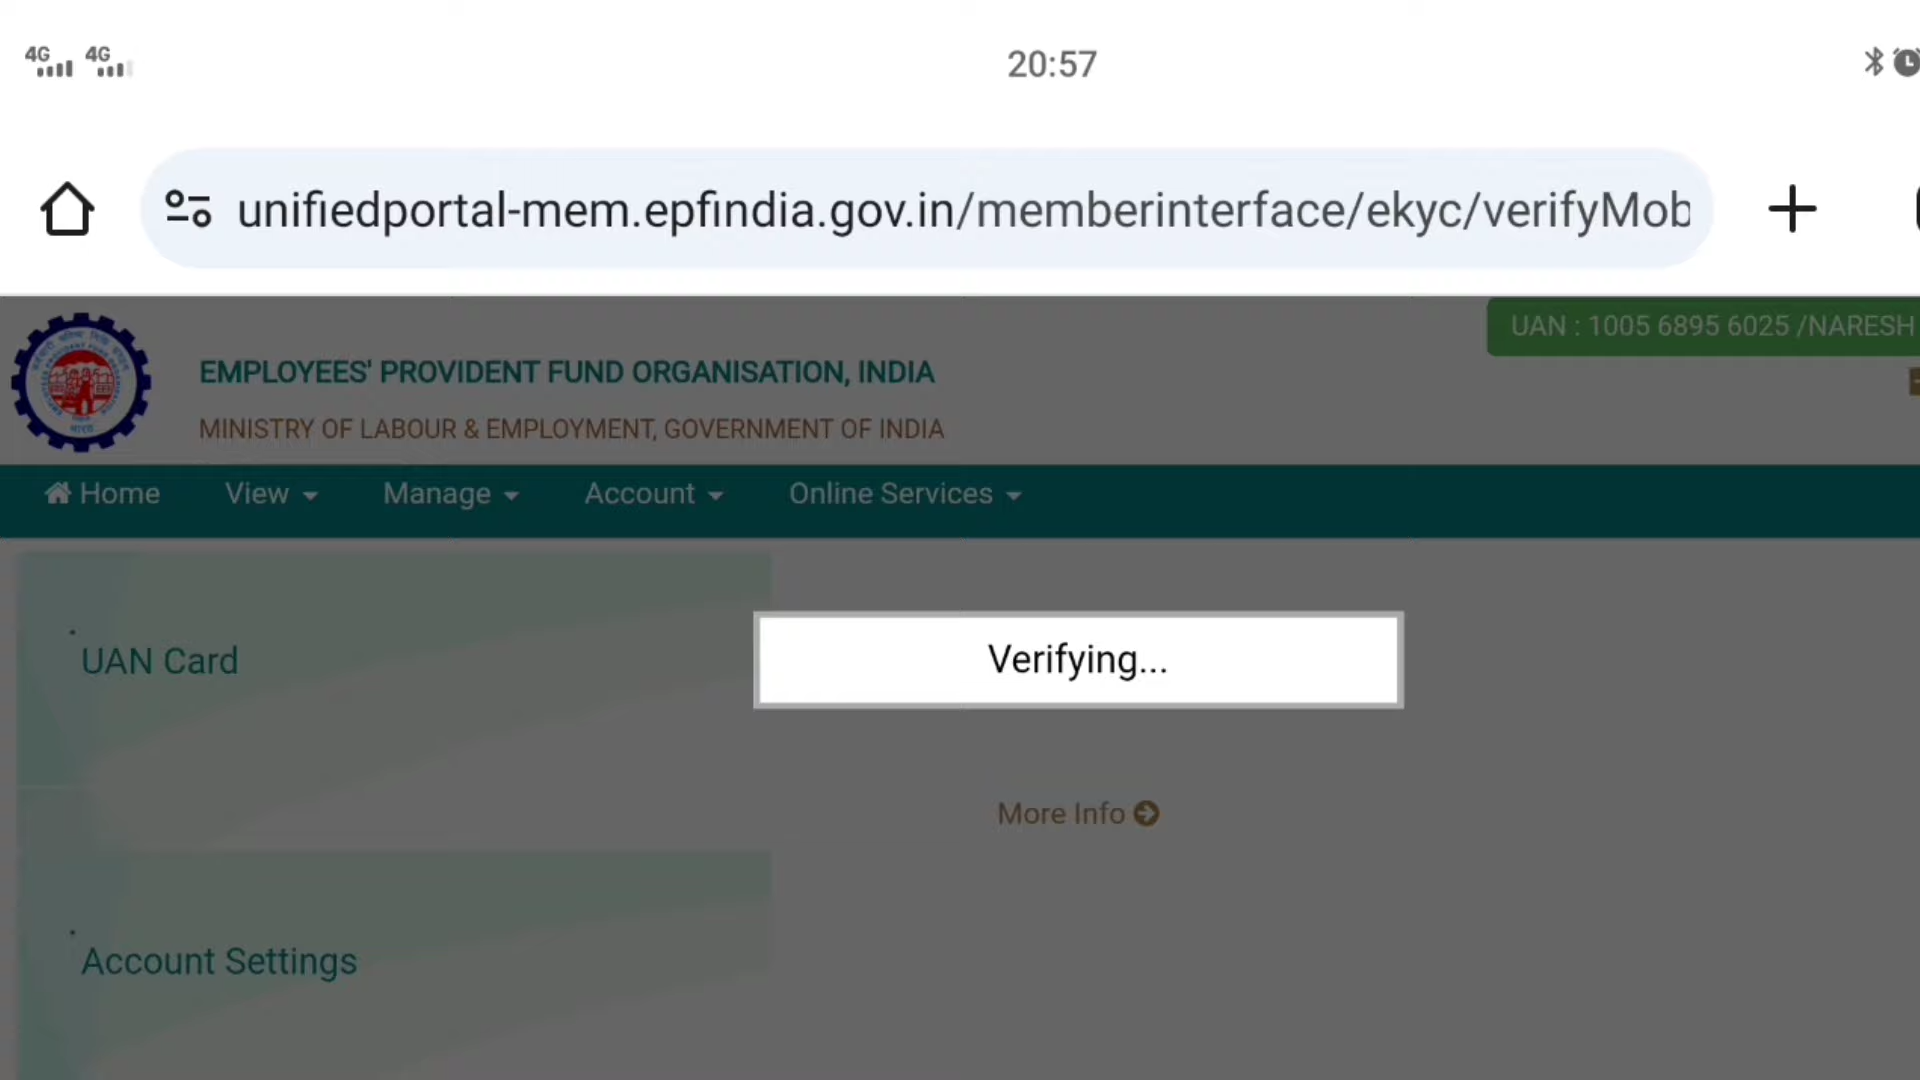 4G 4G
20:57
unifiedportal-mem.epfindia.gov.in/memberinterface/ekyc/verifyMob
UAN : 1005 6895 6025 /NARESH
EMPLOYEES' PROVIDENT FUND ORGANISATION, INDIA
MINISTRY OF LABOUR & EMPLOYMENT, GOVERNMENT OF INDIA
Home View Manage Account Online Services
UAN Card
Verifying...
More Info
Account Settings